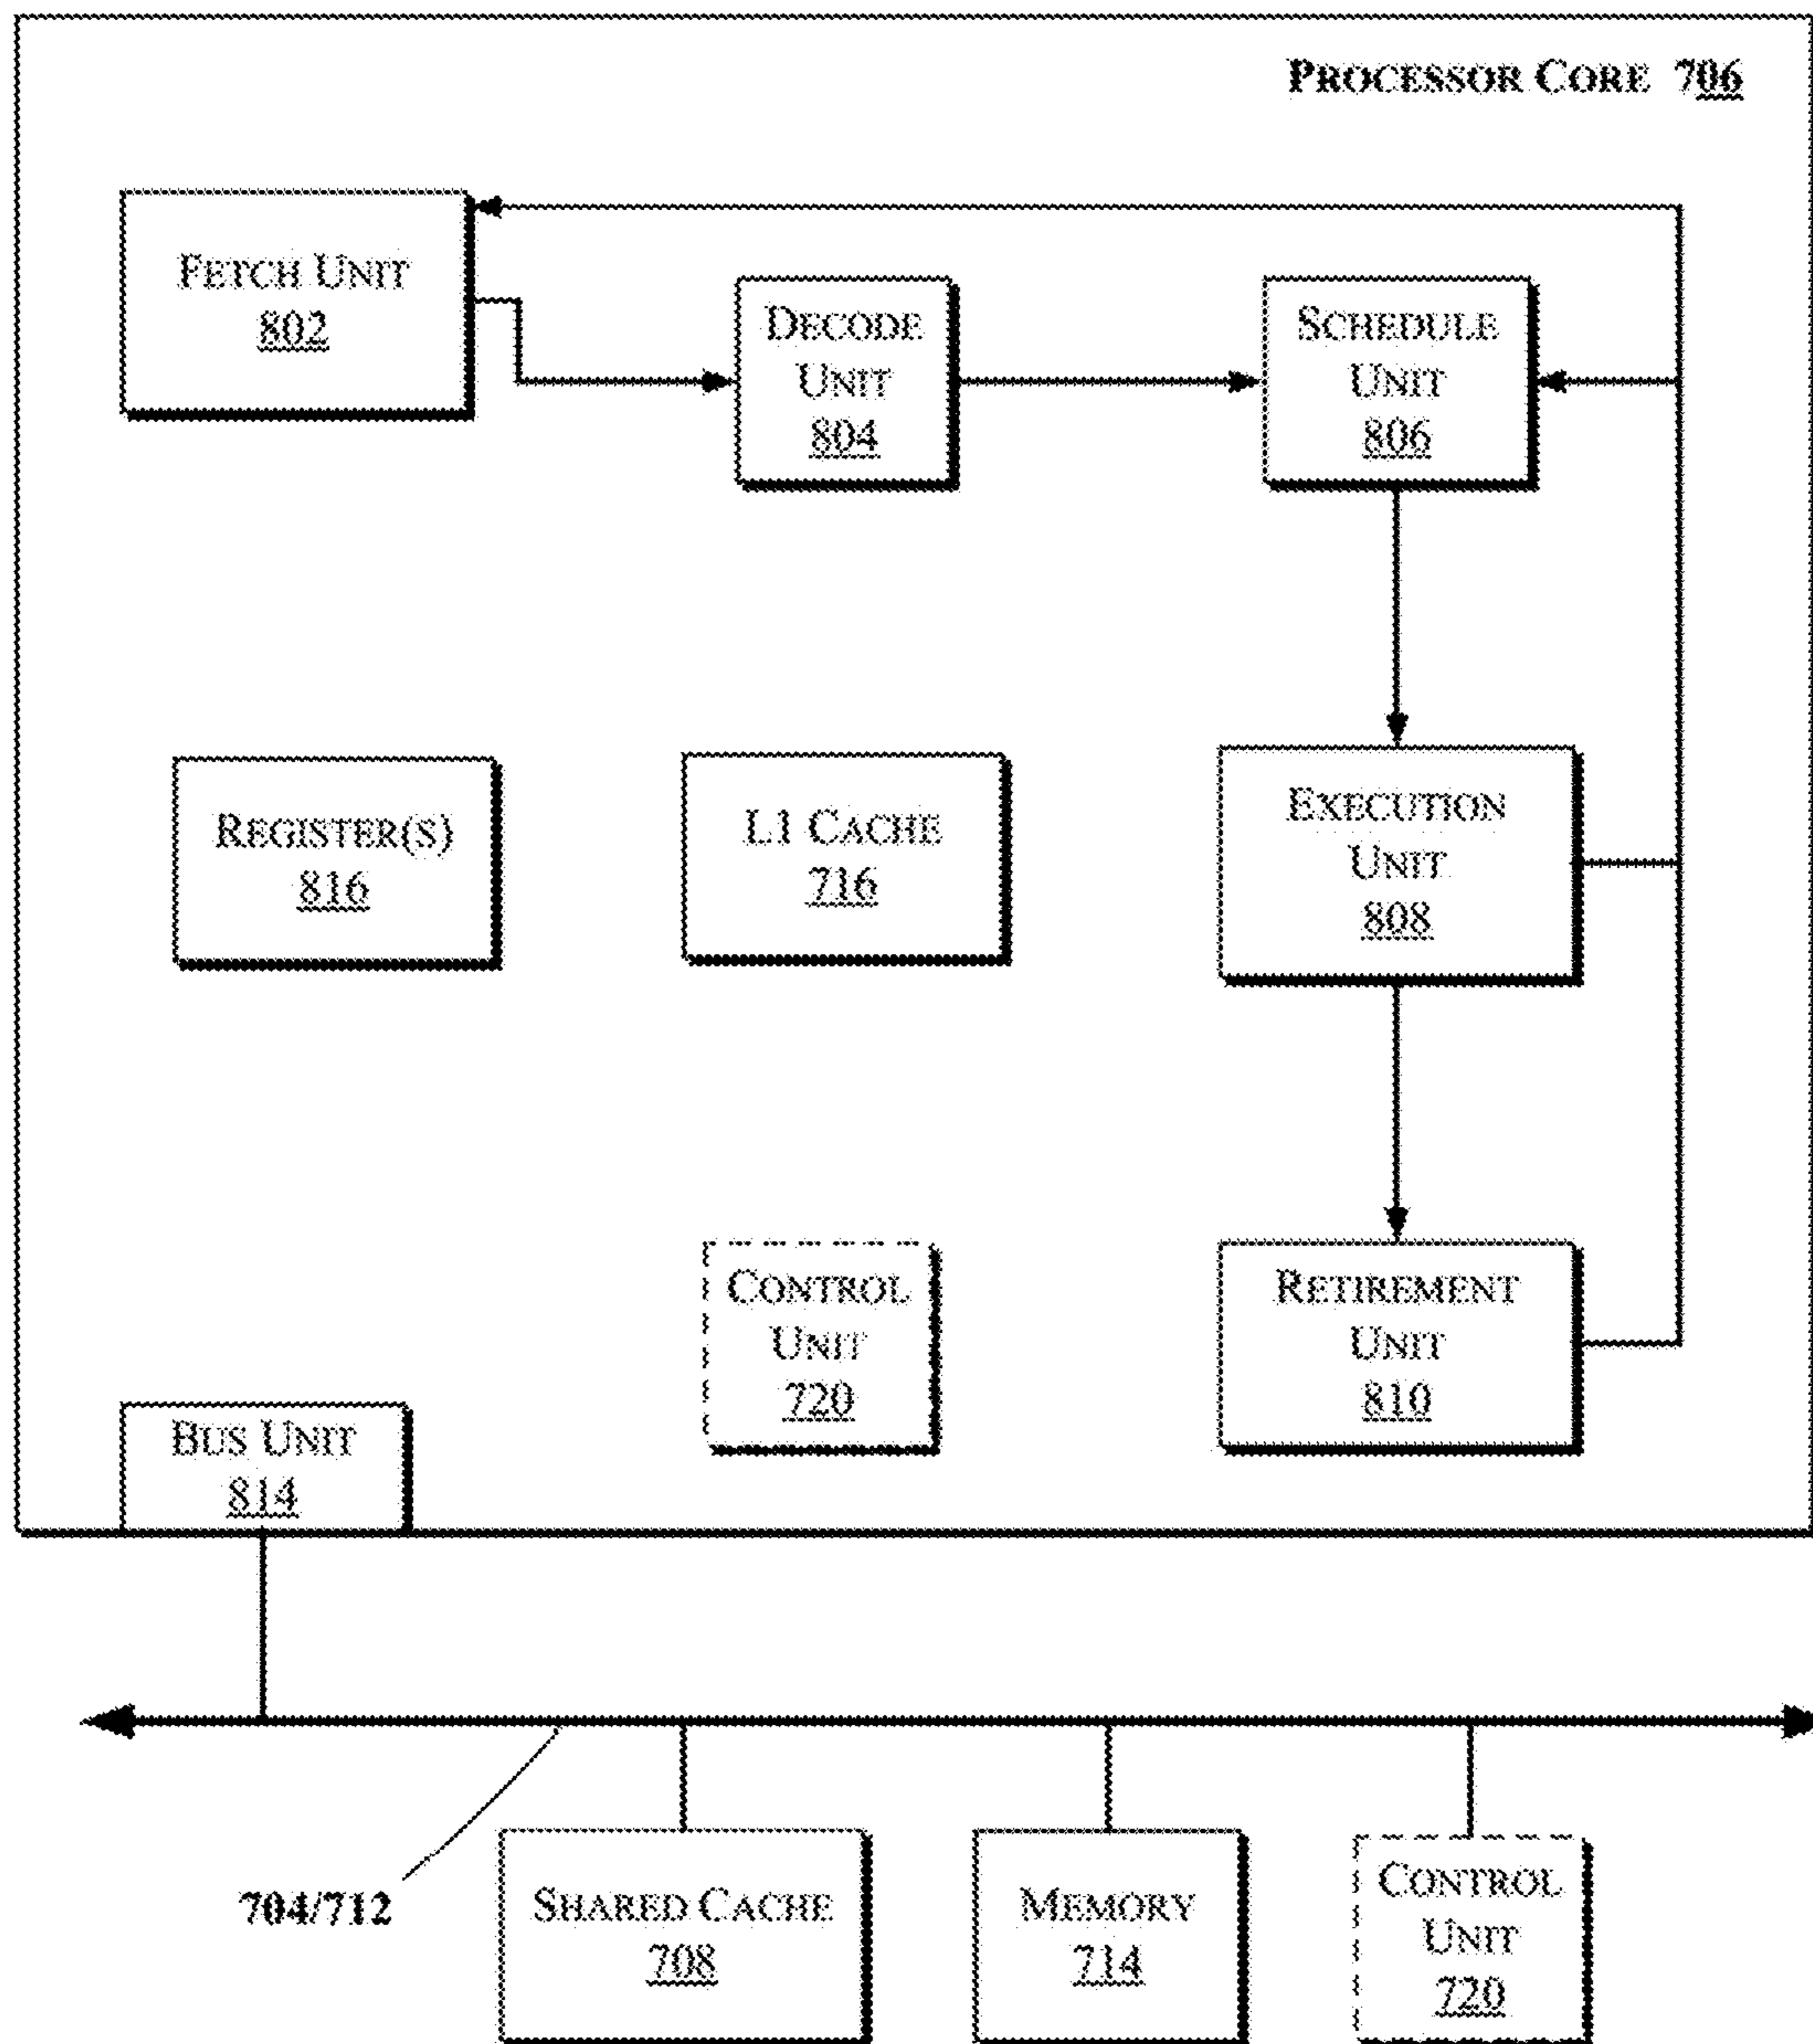 PROCESSOR CORE 706
FETCH UNIT
802
DECODE
UNIT
804
SCHEDULE
UNIT
806
REGISTER(S)
816
L1 CACHE
716
EXECUTION
UNIT
808
CONTROL
UNIT
720
RETIREMENT
UNIT
810
BUS UNIT
814
704/712
SHARED CACHE
708
MEMORY
714
CONTROL
UNIT
720